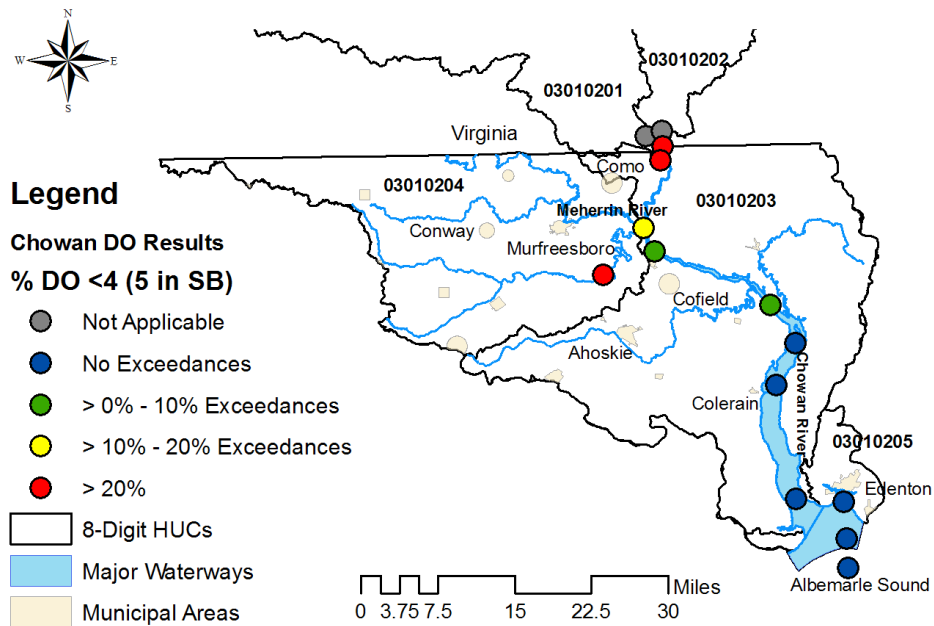 N
W
E
S
03010202
03010201
Virginia
Como
03010204
03010203
Meherrin River
Conway
Murfreesboro
Cofield
Ahoskie
Chowan River
Colerain
03010205
Edenton
Albemarle Sound
Legend
Chowan DO Results
% DO <4 (5 in SB)
Not Applicable
No Exceedances
> 0% - 10% Exceedances
> 10% - 20% Exceedances
> 20%
8-Digit HUCs
Major Waterways
Municipal Areas
Miles
0 3.75 7.5 15 22.5 30